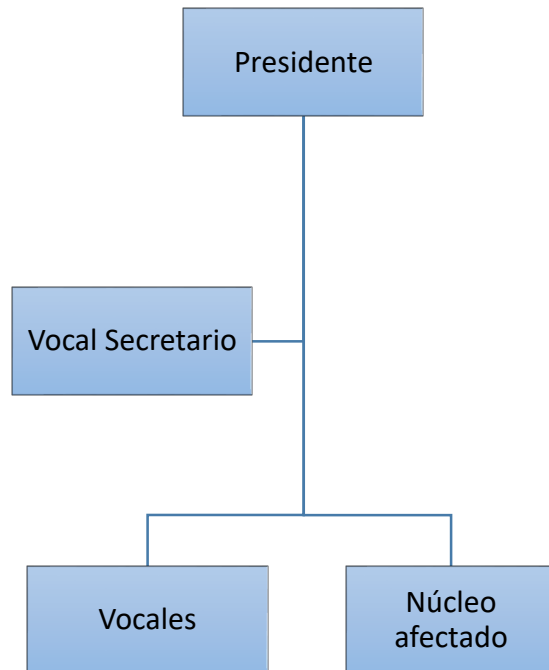 Presidente
Vocal Secretario
Vocales
Núcleo
afectado